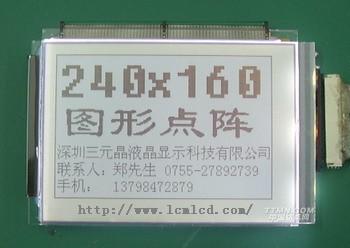 240x160
图形点阵
深圳三元晶液晶显示科技有限公司
联系人：郑先生 0755-27892739
手机： 13798472879
http://www.lcmlcd.com/